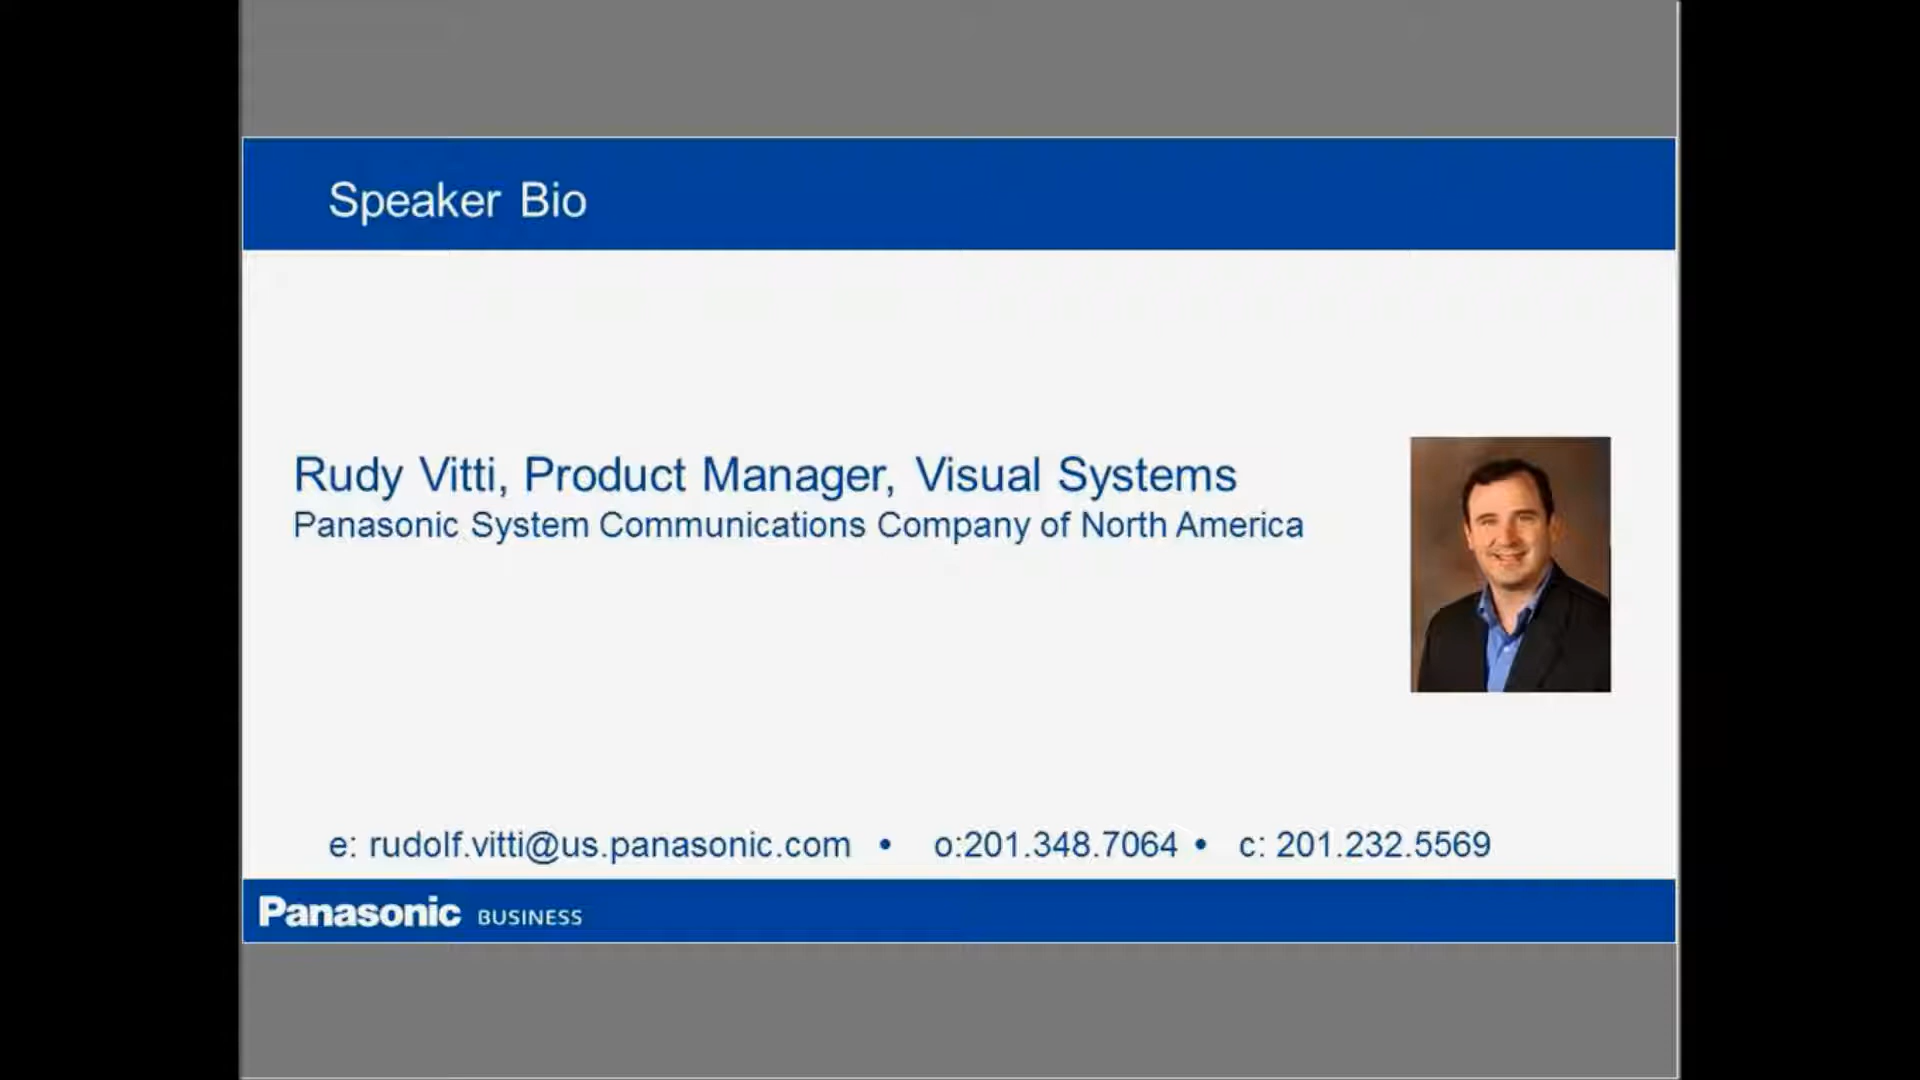 Speaker Bio
Rudy Vitti, Product Manager, Visual Systems
Panasonic System Communications Company of North America
e: rudolf.vitti@us.panasonic.com • o:201.348.7064 • c: 201.232.5569
Panasonic BUSINESS